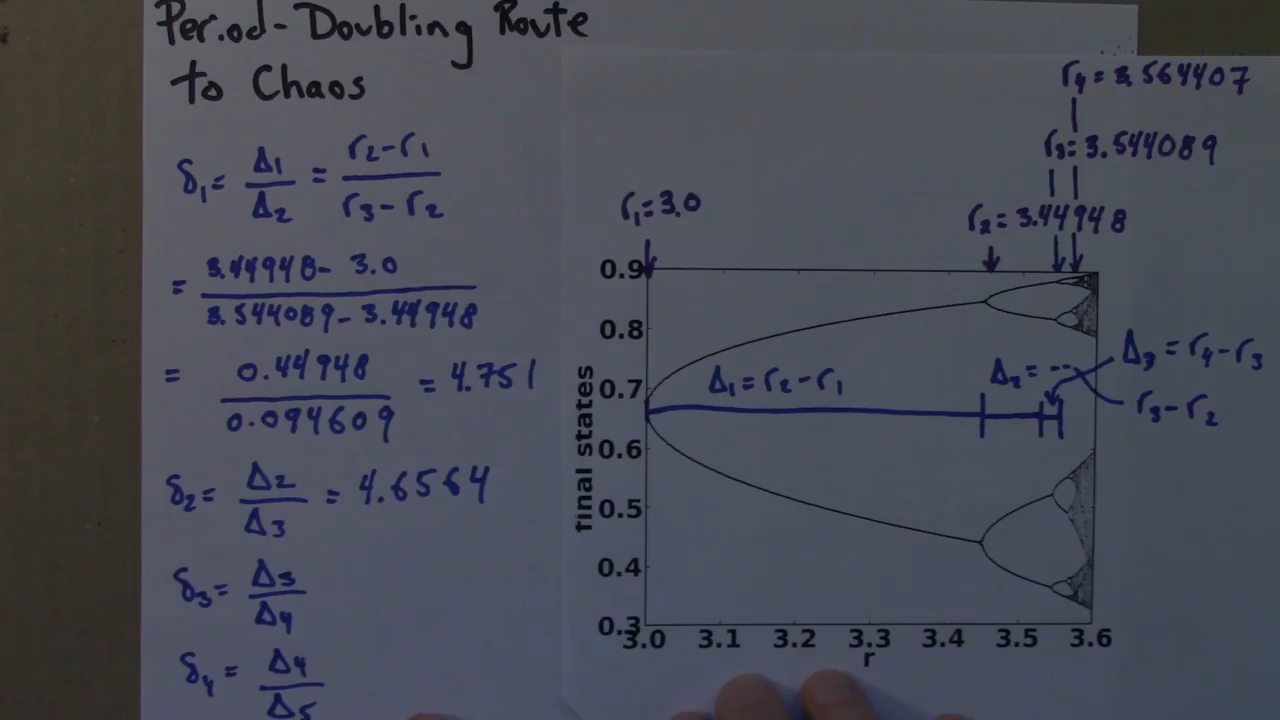 Period-Doubling Route
to Chaos
δ₁ = Δ1/Δ2 = r2-r1/r3-r2
= 3.44948 - 3.0/3.544089 - 3.44948
= 0.44948/0.094609 = 4.751
δ2 = Δ2/Δ3 = 4.6564
δ3 = Δ3/Δ4
δ4 = Δ4/Δ5
r4 = 3.564407
r3 = 3.544089
r1 = 3.0
r2 = 3.44948
0.9
0.8
0.7
0.6
0.5
0.4
0.3
final states
Δ1 = r2-r1
Δ2 = ---
Δ3 = r4-r3
r3-r2
3.0 3.1 3.2 3.3 3.4 3.5 3.6
r